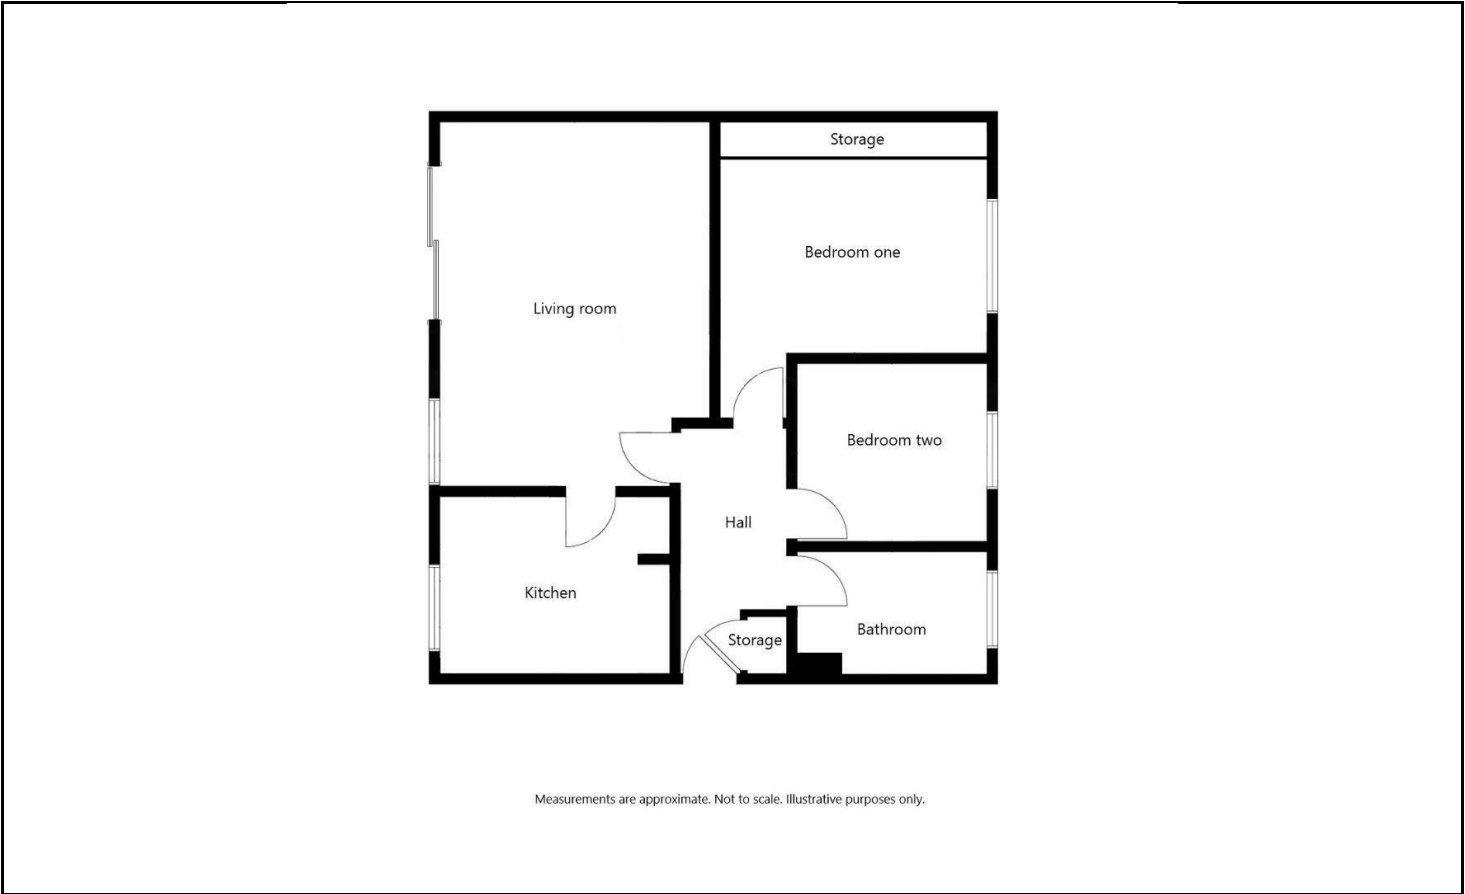 Storage
Bedroom one
Living room
Bedroom two
Hall
Kitchen
Bathroom
Storage
Measurements are approximate. Not to scale. Illustrative purposes only.